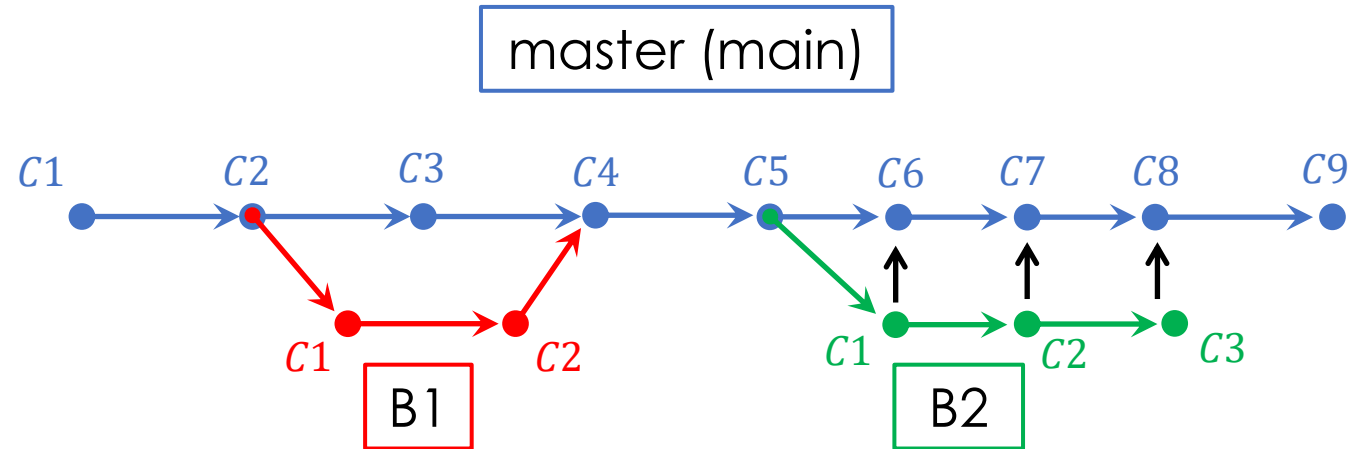 master (main)
C1 C2 C3 C4 C5 C6 C7 C8 C9
C1 C2 C1 C2 C3
B1 B2